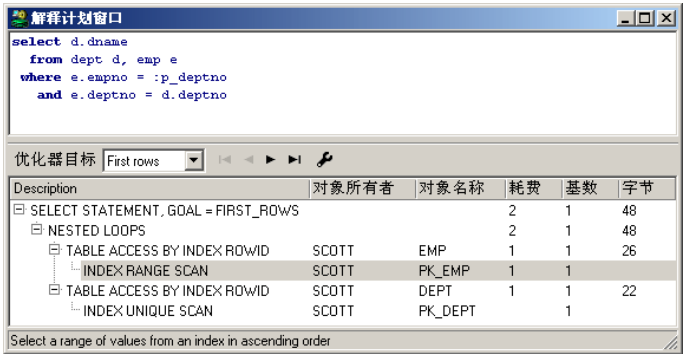 解释计划窗口
select d.dname
from dept d, emp e
where e.empno = :p_deptno
and e.deptno = d.deptno
优化器目标 First rows
Description 对象所有者 对象名称 耗费 基数 字节
SELECT STATEMENT, GOAL = FIRST_ROWS 2 1 48
NESTED LOOPS 2 1 48
TABLE ACCESS BY INDEX ROWID SCOTT EMP 1 1 26
INDEX RANGE SCAN SCOTT PK_EMP 1 1
TABLE ACCESS BY INDEX ROWID SCOTT DEPT 1 1 22
INDEX UNIQUE SCAN SCOTT PK_DEPT 1
Select a range of values from an index in ascending order